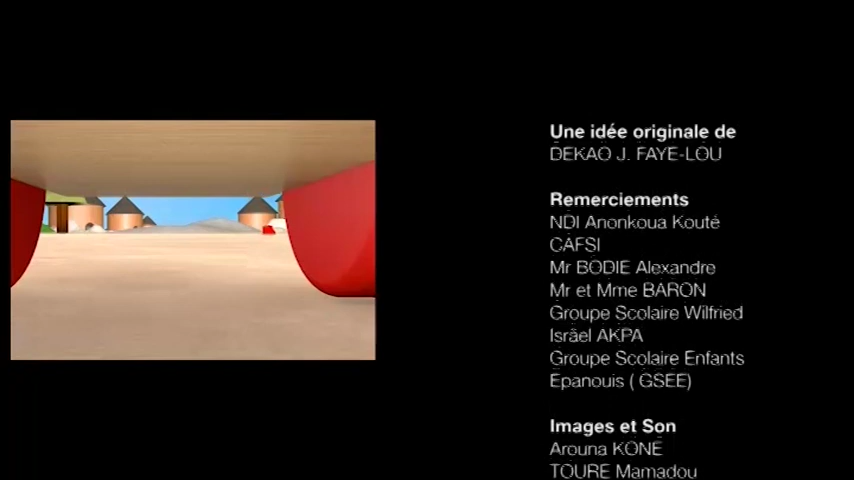 Une idée originale de
DEKAO J. FAYE-LOU
Remerciements
NDI Anonkoua Kouté
CAFSI
Mr BODIE Alexandre
Mr et Mme BARON
Groupe Scolaire Wilfried
Israël AKPA
Groupe Scolaire Enfants
Epanouis ( GSEE)
Images et Son
Arouna KONE
TOURE Mamadou